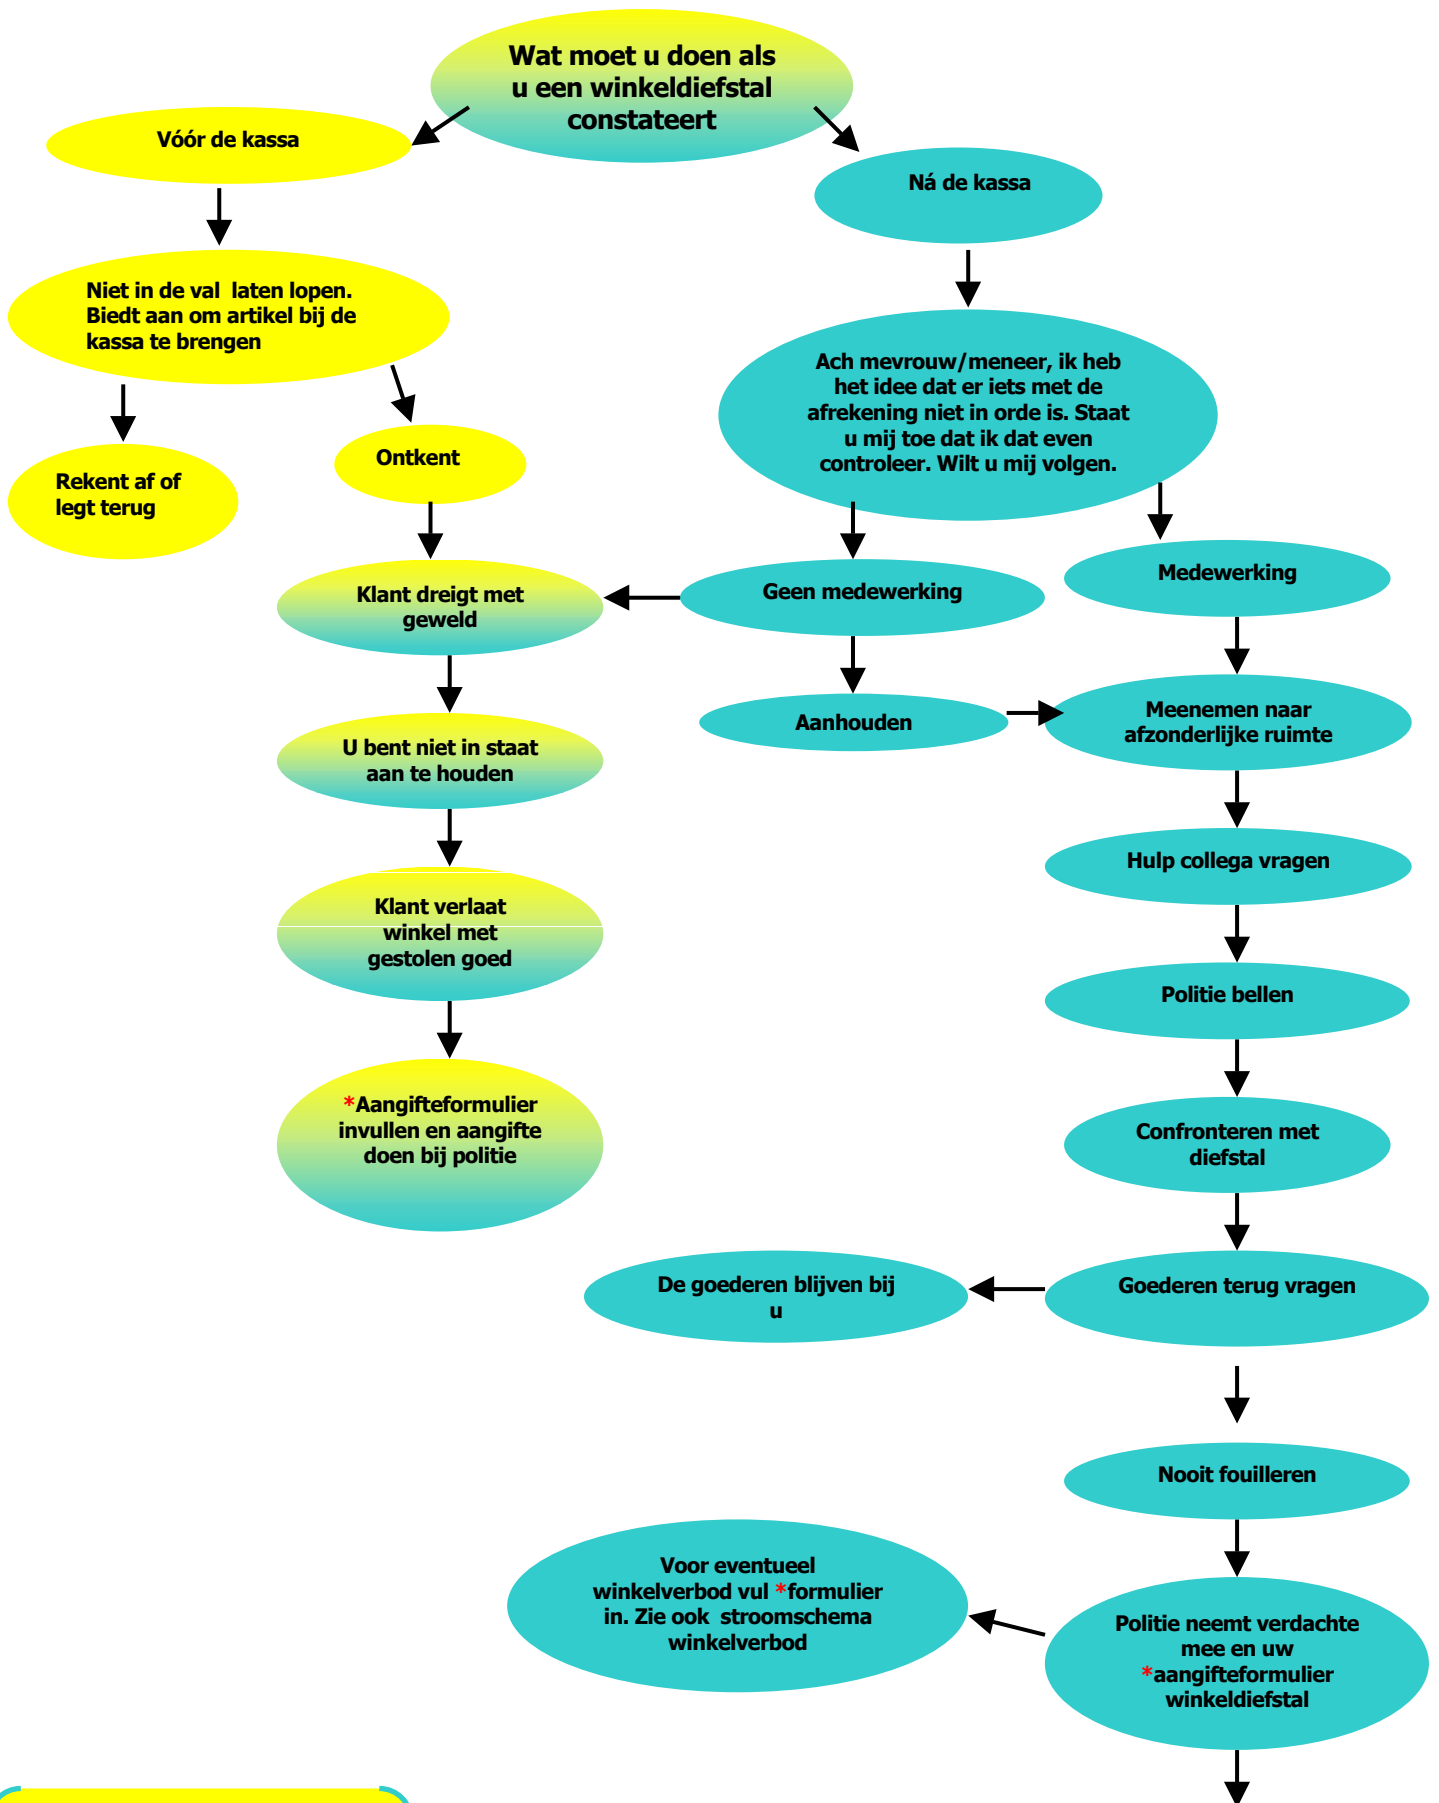 Wat moet u doen als
u een winkeldiefstal
constateert
Vóór de kassa
Ná de kassa
Niet in de val  laten lopen.
Biedt aan om artikel bij de
kassa te brengen
Ach mevrouw/meneer, ik heb
het idee dat er iets met de
afrekening niet in orde is. Staat
u mij toe dat ik dat even
controleer. Wilt u mij volgen.
Ontkent
Rekent af of
legt terug
Klant dreigt met
geweld
Geen medewerking
Medewerking
U bent niet in staat
aan te houden
Aanhouden
Meenemen naar
afzonderlijke ruimte
Hulp collega vragen
Klant verlaat
winkel met
gestolen goed
Politie bellen
*Aangifteformulier
invullen en aangifte
doen bij politie
Confronteren met
diefstal
De goederen blijven bij
u
Goederen terug vragen
Nooit fouilleren
Voor eventueel
winkelverbod vul *formulier
in. Zie ook  stroomschema
winkelverbod
Politie neemt verdachte
mee en uw
*aangifteformulier
winkeldiefstal